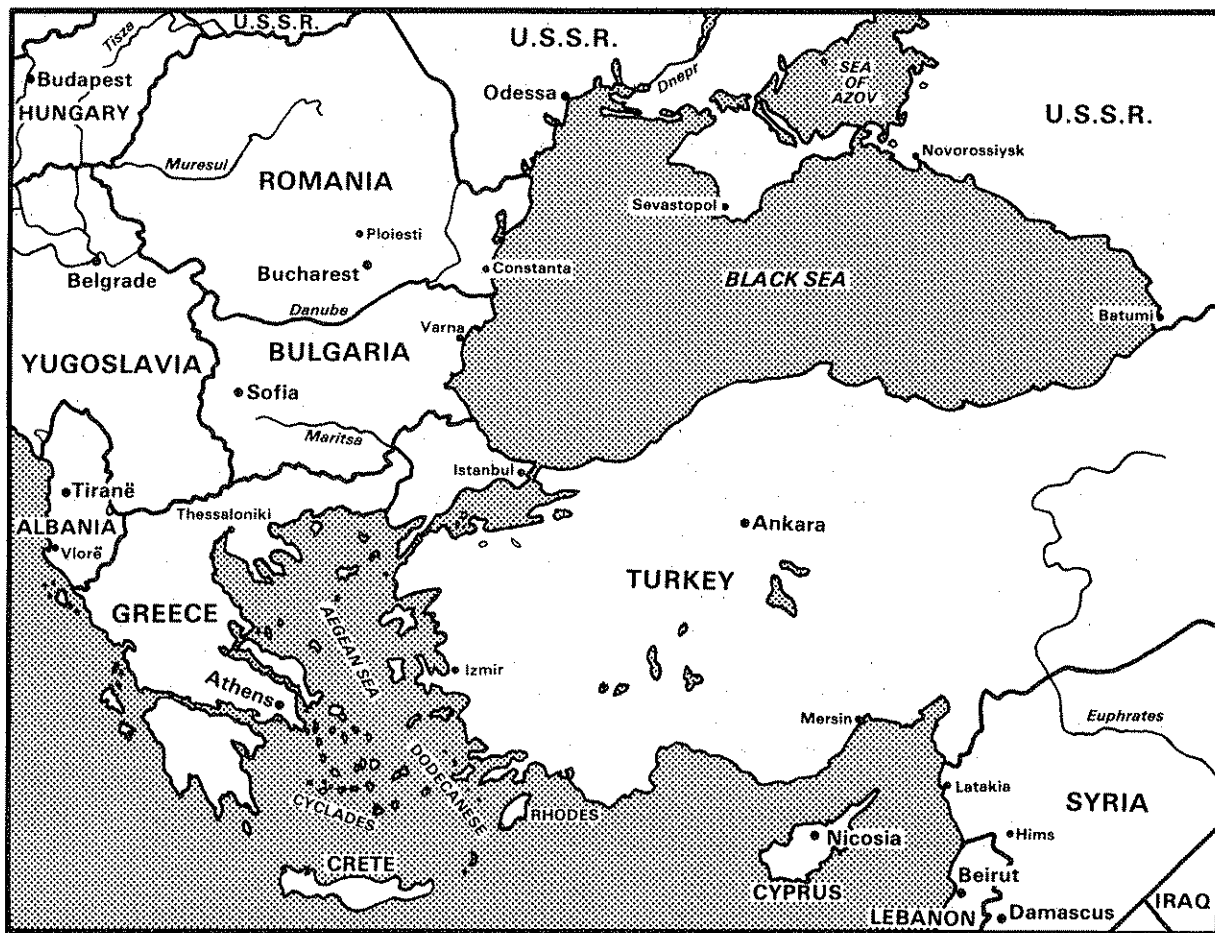 U.S.S.R.
Tisza
U.S.S.R.
Budapest
HUNGARY
Dnepr
SEA
OF
AZOV
Odessa
U.S.S.R.
Muresul
Novorossiysk
ROMANIA
Sevastopol
Ploiesti
Bucharest
Constanta
Belgrade
BLACK SEA
Danube
Varna
Batumi
YUGOSLAVIA
BULGARIA
Sofia
Maritsa
Istanbul
Tiranë
Thessaloniki
ALBANIA
Ankara
Vlorë
TURKEY
GREECE
AEGEAN SEA
Izmir
Athens
Mersin
Euphrates
DODECANESE
Latakia
CYCLADES
RHODES
SYRIA
Nicosia
Hims
CRETE
CYPRUS
Beirut
IRAQ
LEBANON
Damascus